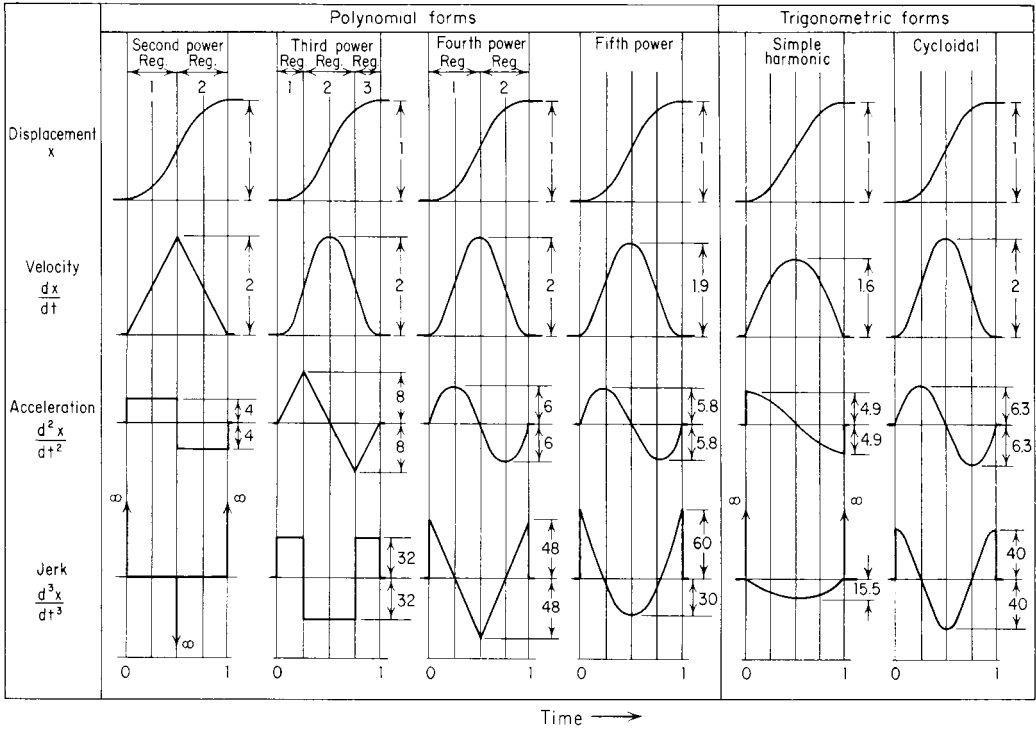 Polynomial forms
Trigonometric forms
Second power
Reg. Reg.
1 2
Third power
Reg. Reg. Reg.
1 2 3
Fourth power
Reg. Reg.
1 2
Fifth power
Simple harmonic
Cycloidal
Displacement
x
1 1 1 1 1 1
Velocity
dx
dt
2 2 2 1.9 1.6 2
Acceleration
d²x
dt²
4 8 6 5.8 4.9 6.3
4 8 6 5.8 4.9 6.3
∞ ∞ ∞ ∞
Jerk
d³x
dt³
32 48 60 15.5 40
32 48 30 40
∞
0 1 0 1 0 1 0 1 0 1 0 1
Time